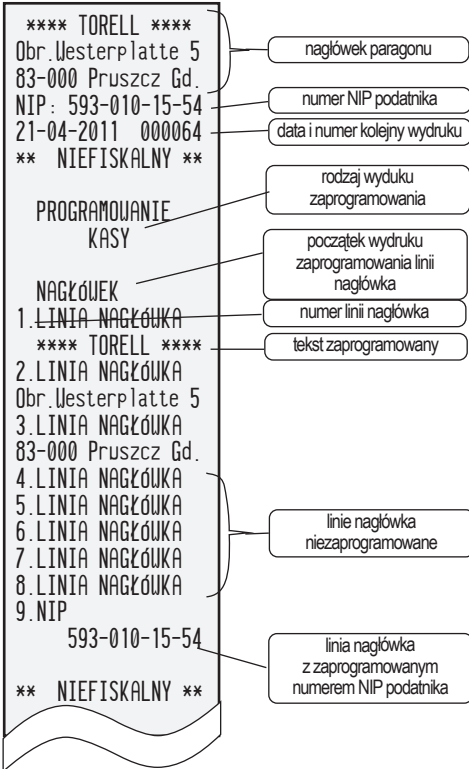 **** TORELL ****
Obr.Westerplatte 5
83-000 Pruszcz Gd.
NIP: 593-010-15-54
21-04-2011 000064
** NIEFISKALNY **
PROGRAMOWANIE
KASY
NAGŁÓWEK
1.LINIA NAGŁÓWKA
**** TORELL ****
2.LINIA NAGŁÓWKA
Obr.Westerplatte 5
3.LINIA NAGŁÓWKA
83-000 Pruszcz Gd.
4.LINIA NAGŁÓWKA
5.LINIA NAGŁÓWKA
6.LINIA NAGŁÓWKA
7.LINIA NAGŁÓWKA
8.LINIA NAGŁÓWKA
9.NIP
593-010-15-54
** NIEFISKALNY **
nagłówek paragonu
numer NIP podatnika
data i numer kolejny wydruku
rodzaj wyduku
zaprogramowania
początek wydruku
zaprogramowania linii
nagłówka
numer linii nagłówka
tekst zaprogramowany
linie nagłówka
niezaprogramowane
linia nagłówka
z zaprogramowanym
numerem NIP podatnika